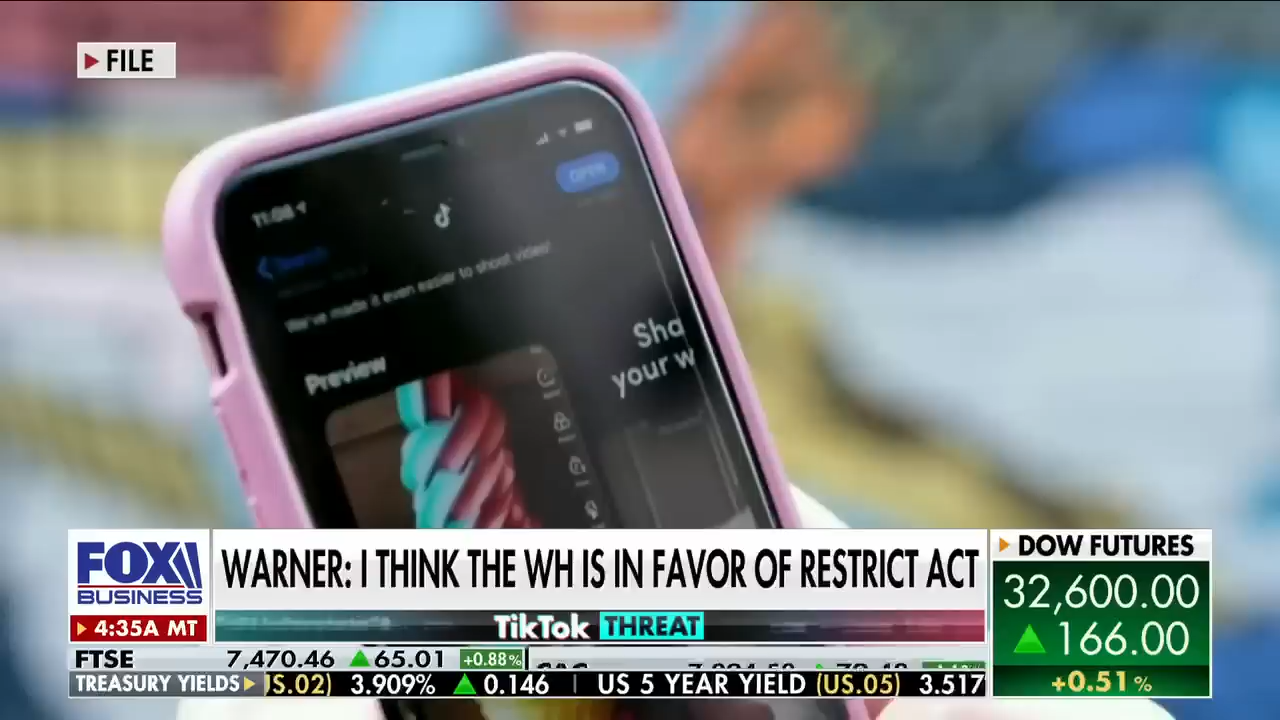 FILE
11:08
OPEN
Search
We've made it even easier to shoot video!
Preview
Sha
your w
FOX
BUSINESS
4:35A MT
WARNER: I THINK THE WH IS IN FAVOR OF RESTRICT ACT
TikTok THREAT
DOW FUTURES
32,600.00
166.00
+0.51%
FTSE 7,470.46 65.01 +0.88%
TREASURY YIELDS US.02) 3.909% 0.146 US 5 YEAR YIELD (US.05) 3.517